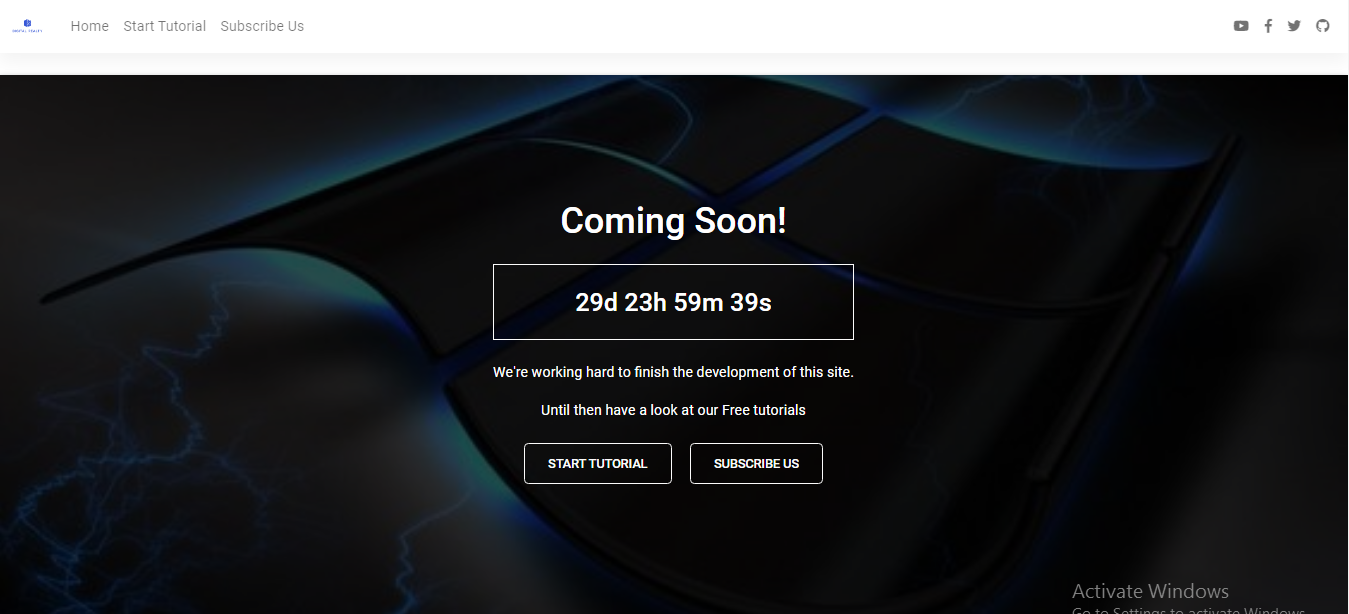 Home Start Tutorial Subscribe Us
Coming Soon!
29d 23h 59m 39s
We're working hard to finish the development of this site.
Until then have a look at our Free tutorials
START TUTORIAL SUBSCRIBE US
Activate Windows
Go to Settings to activate Windows.